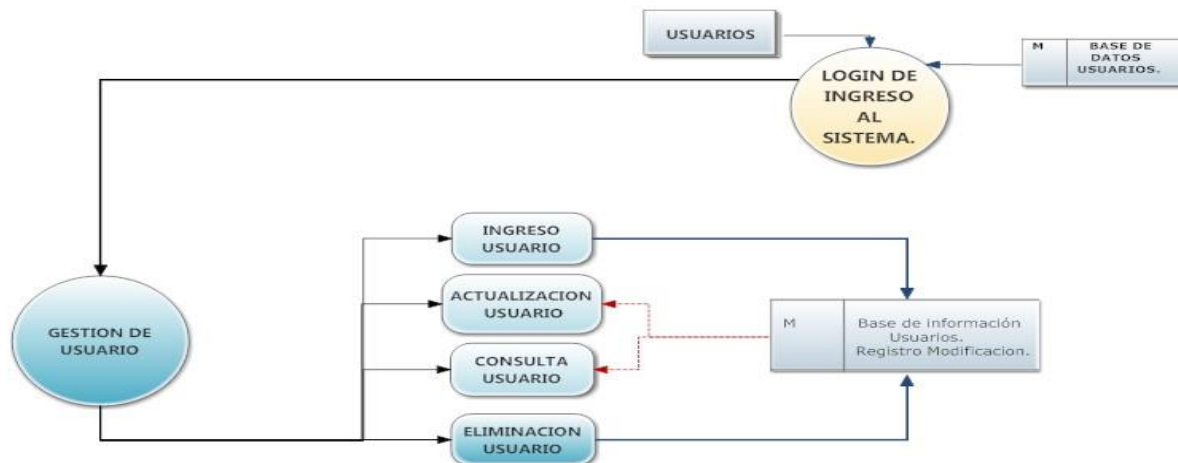 USUARIOS
M
BASE DE
DATOS
USUARIOS.
LOGIN DE
INGRESO
AL
SISTEMA.
INGRESO
USUARIO
ACTUALIZACION
USUARIO
GESTION DE
USUARIO
M
Base de información
Usuarios.
Registro Modificacion.
CONSULTA
USUARIO
ELIMINACION
USUARIO